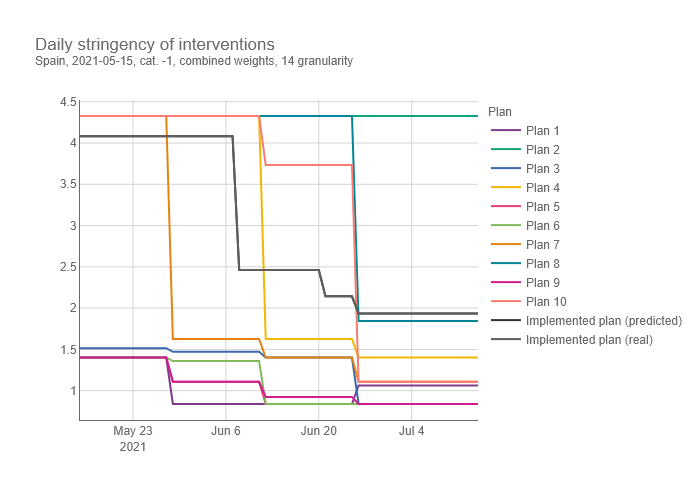 Daily stringency of interventions
Spain, 2021-05-15, cat. -1, combined weights, 14 granularity
4.5
4
3.5
3
2.5
2
1.5
1
May 23
2021
Jun 6
Jun 20
Jul 4
Plan
Plan 1
Plan 2
Plan 3
Plan 4
Plan 5
Plan 6
Plan 7
Plan 8
Plan 9
Plan 10
Implemented plan (predicted)
Implemented plan (real)